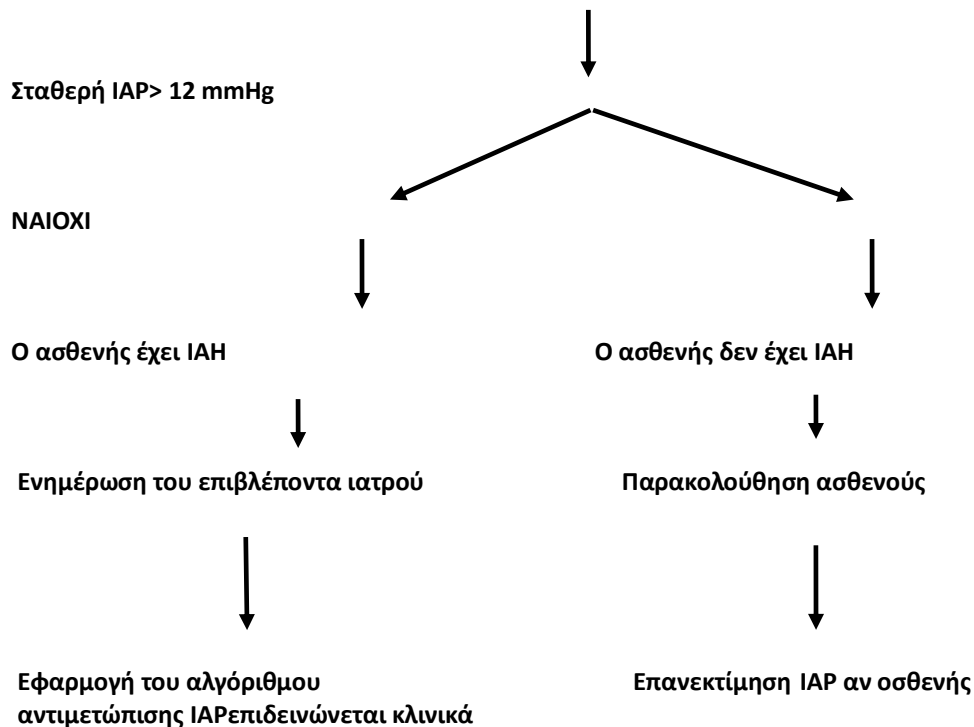 Σταθερή IAP> 12 mmHg
ΝΑΙΟΧΙ
Ο ασθενής έχει IAH
Ο ασθενής δεν έχει IAH
Ενημέρωση του επιβλέποντα ιατρού
Παρακολούθηση ασθενούς
Εφαρμογή του αλγόριθμου
αντιμετώπισης IAPεπιδεινώνεται κλινικά
Επανεκτίμηση IAP αν οσθενής